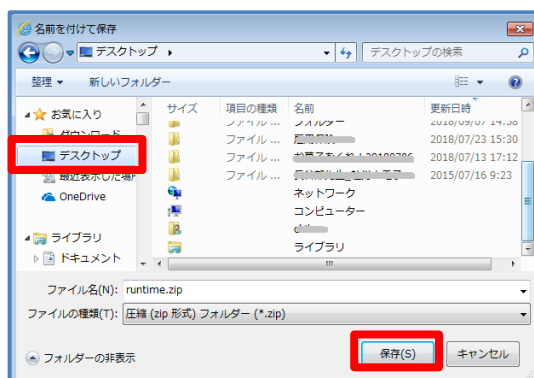 名前を付けて保存
デスクトップ
デスクトップの検索
整理 新しいフォルダー
サイズ 項目の種類 名前 更新日時
お気に入り
ファイル ... フォルダー 2018/09/07 14:38
ダウンロード
ファイル ... 2018/07/23 15:30
デスクトップ
ファイル ... 2018/07/13 17:12
最近表示した場所
ファイル ... 2015/07/16 9:23
OneDrive
ネットワーク
コンピューター
ライブラリ
ライブラリ
ドキュメント
ファイル名(N): runtime.zip
ファイルの種類(T): 圧縮 (zip 形式) フォルダー (*.zip)
フォルダーの非表示
保存(S) キャンセル